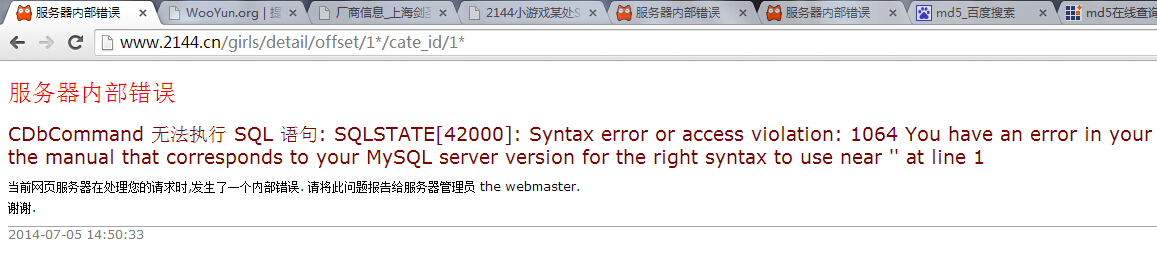 服务器内部错误
WooYun.org | 
厂商信息_上海剑
2144小游戏某处S
服务器内部错误
服务器内部错误
md5_百度搜索
md5在线查询
www.2144.cn/girls/detail/offset/1*/cate_id/1*
服务器内部错误
CDbCommand 无法执行 SQL 语句: SQLSTATE[42000]: Syntax error or access violation: 1064 You have an error in your
the manual that corresponds to your MySQL server version for the right syntax to use near '' at line 1
当前网页服务器在处理您的请求时,发生了一个内部错误. 请将此问题报告给服务器管理员 the webmaster.
谢谢.
2014-07-05 14:50:33